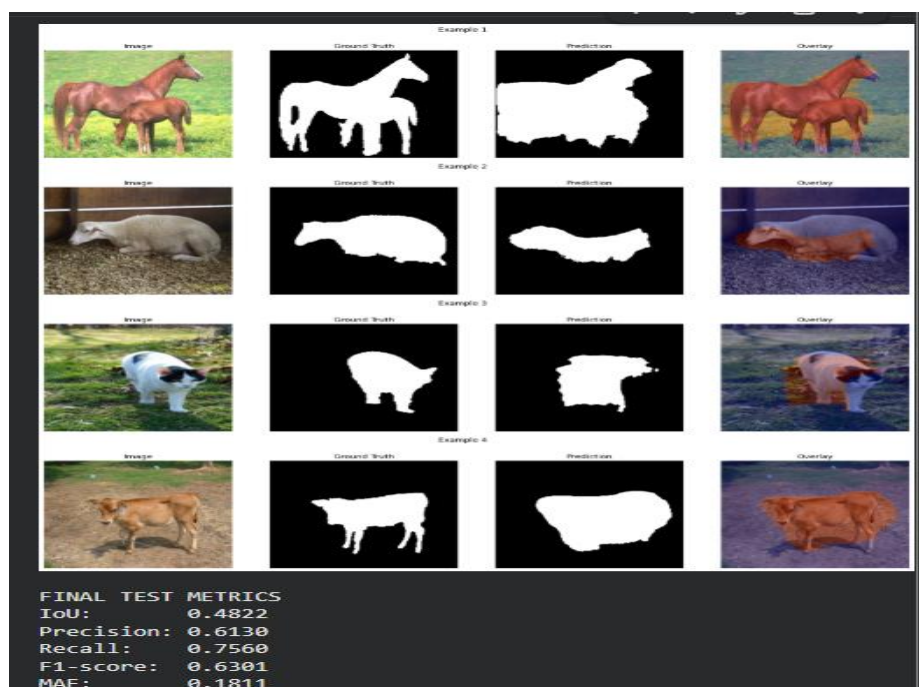 Example 1
Image Ground Truth Prediction Overlay
Example 2
Image Ground Truth Prediction Overlay
Example 3
Image Ground Truth Prediction Overlay
Example 4
Image Ground Truth Prediction Overlay
FINAL TEST METRICS
IoU: 0.4822
Precision: 0.6130
Recall: 0.7560
F1-score: 0.6301
MAE: 0.1811